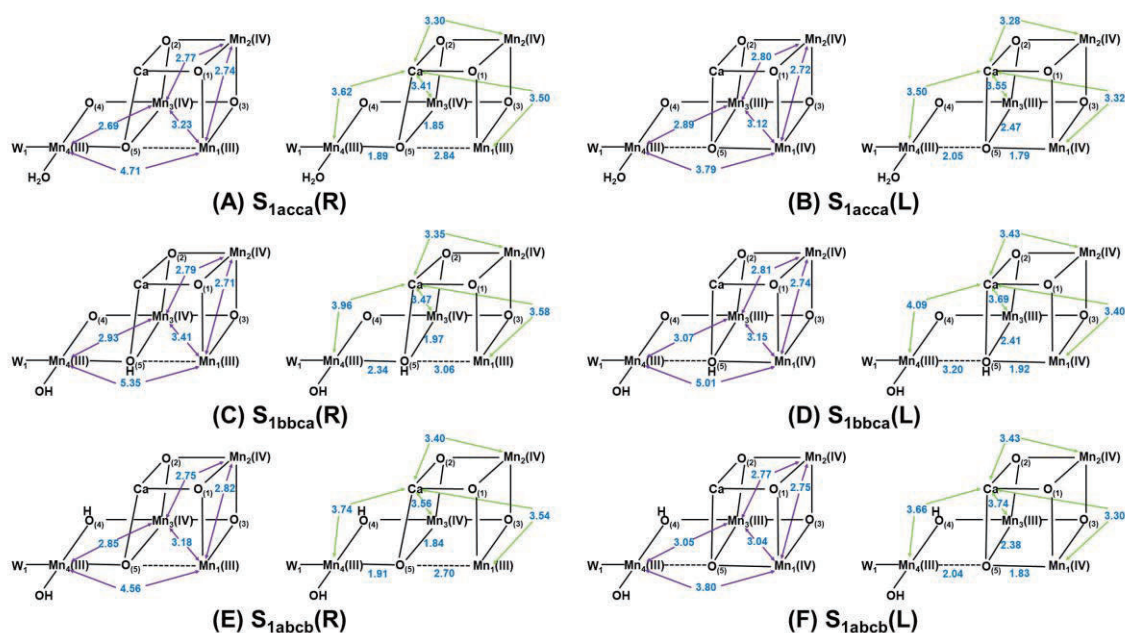 3.30
O(2) Mn2(IV) O(2) Mn2(IV)
2.77
Ca O(1) 2.74 Ca O(1)
3.62 3.41 3.50
O(4) Mn3(IV) O(3) O(4) Mn3(IV) O(3)
2.69 3.23 1.85
W1 Mn4(III) O(5) Mn1(III) W1 Mn4(III) O(5) Mn1(III)
4.71 1.89 2.84
H2O H2O
(A) S1acca(R)
3.28
O(2) Mn2(IV) O(2) Mn2(IV)
2.80
Ca O(1) 2.72 Ca O(1)
3.50 3.55 3.32
O(4) Mn3(III) O(3) O(4) Mn3(III) O(3)
2.89 3.12 2.47
W1 Mn4(III) O(5) Mn1(IV) W1 Mn4(III) O(5) Mn1(IV)
3.79 2.05 1.79
H2O H2O
(B) S1acca(L)
3.35
O(2) Mn2(IV) O(2) Mn2(IV)
2.79
Ca O(1) 2.71 Ca O(1)
3.96 3.47 3.58
O(4) Mn3(IV) O(3) O(4) Mn3(IV) O(3)
2.93 3.41 1.97
W1 Mn4(III) O(5) Mn1(III) W1 Mn4(III) O(5) Mn1(III)
H 2.34 H 3.06
OH 5.35 OH
(C) S1bbca(R)
3.43
O(2) Mn2(IV) O(2) Mn2(IV)
2.81
Ca O(1) 2.74 Ca O(1)
4.09 3.69 3.40
O(4) Mn3(III) O(3) O(4) Mn3(III) O(3)
3.07 3.15 2.41
W1 Mn4(III) O(5) Mn1(IV) W1 Mn4(III) O(5) Mn1(IV)
H 3.20 H 1.92
OH 5.01 OH
(D) S1bbca(L)
3.40
O(2) Mn2(IV) O(2) Mn2(IV)
2.75
Ca O(1) 2.82 Ca O(1)
H 3.74 H 3.56 3.54
O(4) Mn3(IV) O(3) O(4) Mn3(IV) O(3)
2.85 3.18 1.84
W1 Mn4(III) O(5) Mn1(III) W1 Mn4(III) O(5) Mn1(III)
4.56 1.91 2.70
OH OH
(E) S1abcb(R)
3.43
O(2) Mn2(IV) O(2) Mn2(IV)
2.77
Ca O(1) 2.75 Ca O(1)
H 3.66 H 3.74 3.30
O(4) Mn3(III) O(3) O(4) Mn3(III) O(3)
3.05 3.04 2.38
W1 Mn4(III) O(5) Mn1(IV) W1 Mn4(III) O(5) Mn1(IV)
3.80 2.04 1.83
OH OH
(F) S1abcb(L)